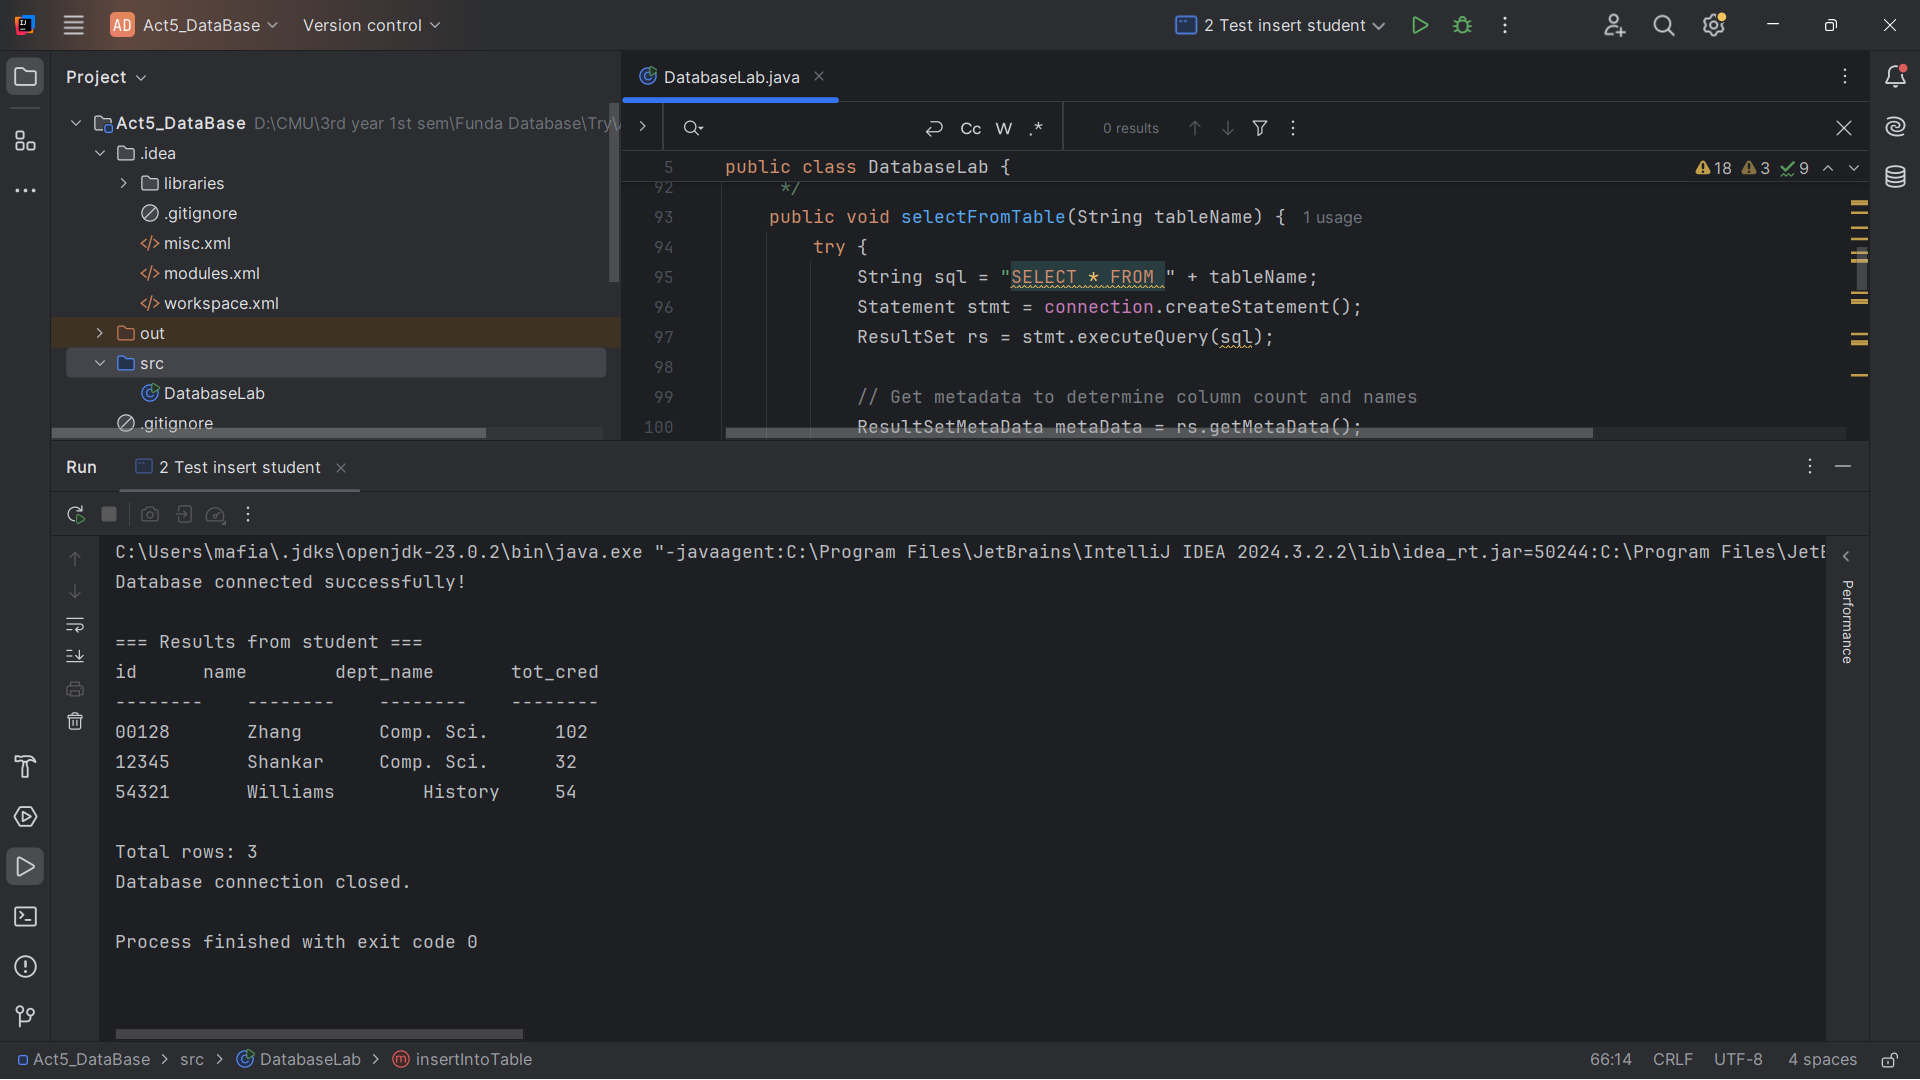 AD Act5_DataBase Version control 2 Test insert student
Project
DatabaseLab.java
Act5_DataBase D:\CMU\3rd year 1st sem\Funda Database\Try\
.idea
libraries
.gitignore
misc.xml
modules.xml
workspace.xml
out
src
DatabaseLab
.gitignore
Cc W .* 0 results
5 public class DatabaseLab { 18 3 9
92 */
93 public void selectFromTable(String tableName) { 1 usage
94 try {
95 String sql = "SELECT * FROM " + tableName;
96 Statement stmt = connection.createStatement();
97 ResultSet rs = stmt.executeQuery(sql);
98
99 // Get metadata to determine column count and names
100 ResultSetMetaData metaData = rs.getMetaData();
Run 2 Test insert student
C:\Users\mafia\.jdks\openjdk-23.0.2\bin\java.exe "-javaagent:C:\Program Files\JetBrains\IntelliJ IDEA 2024.3.2.2\lib\idea_rt.jar=50244:C:\Program Files\JetB
Database connected successfully!
=== Results from student ===
id name dept_name tot_cred
-------- -------- -------- --------
00128 Zhang Comp. Sci. 102
12345 Shankar Comp. Sci. 32
54321 Williams History 54
Total rows: 3
Database connection closed.
Process finished with exit code 0
Performance
Act5_DataBase > src > DatabaseLab > insertIntoTable 66:14 CRLF UTF-8 4 spaces